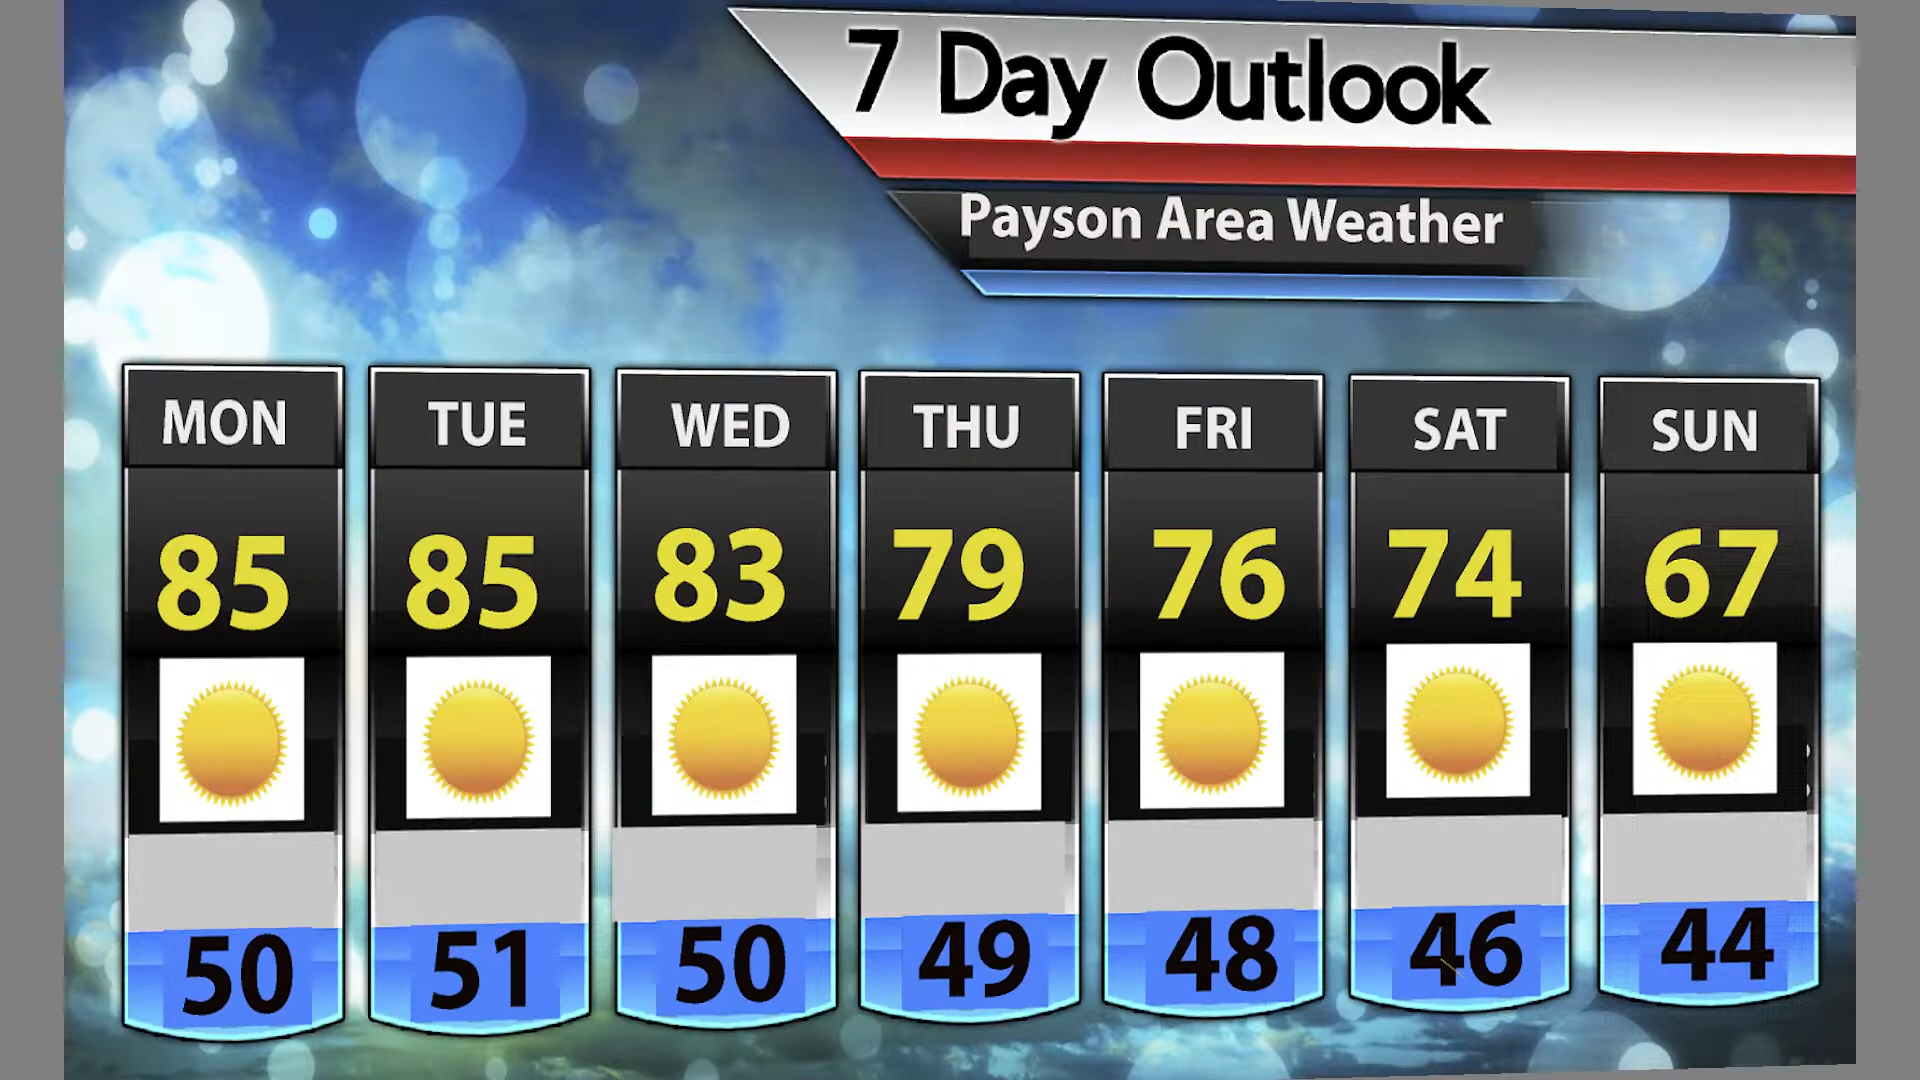 7 Day Outlook
Payson Area Weather
MON TUE WED THU FRI SAT SUN
85 85 83 79 76 74 67
50 51 50 49 48 46 44